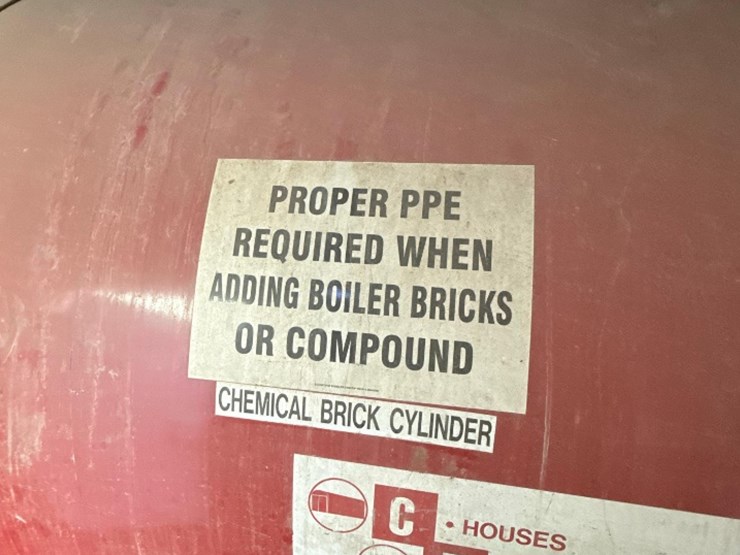 PROPER PPE
REQUIRED WHEN
ADDING BOILER BRICKS
OR COMPOUND
CHEMICAL BRICK CYLINDER
C • HOUSES